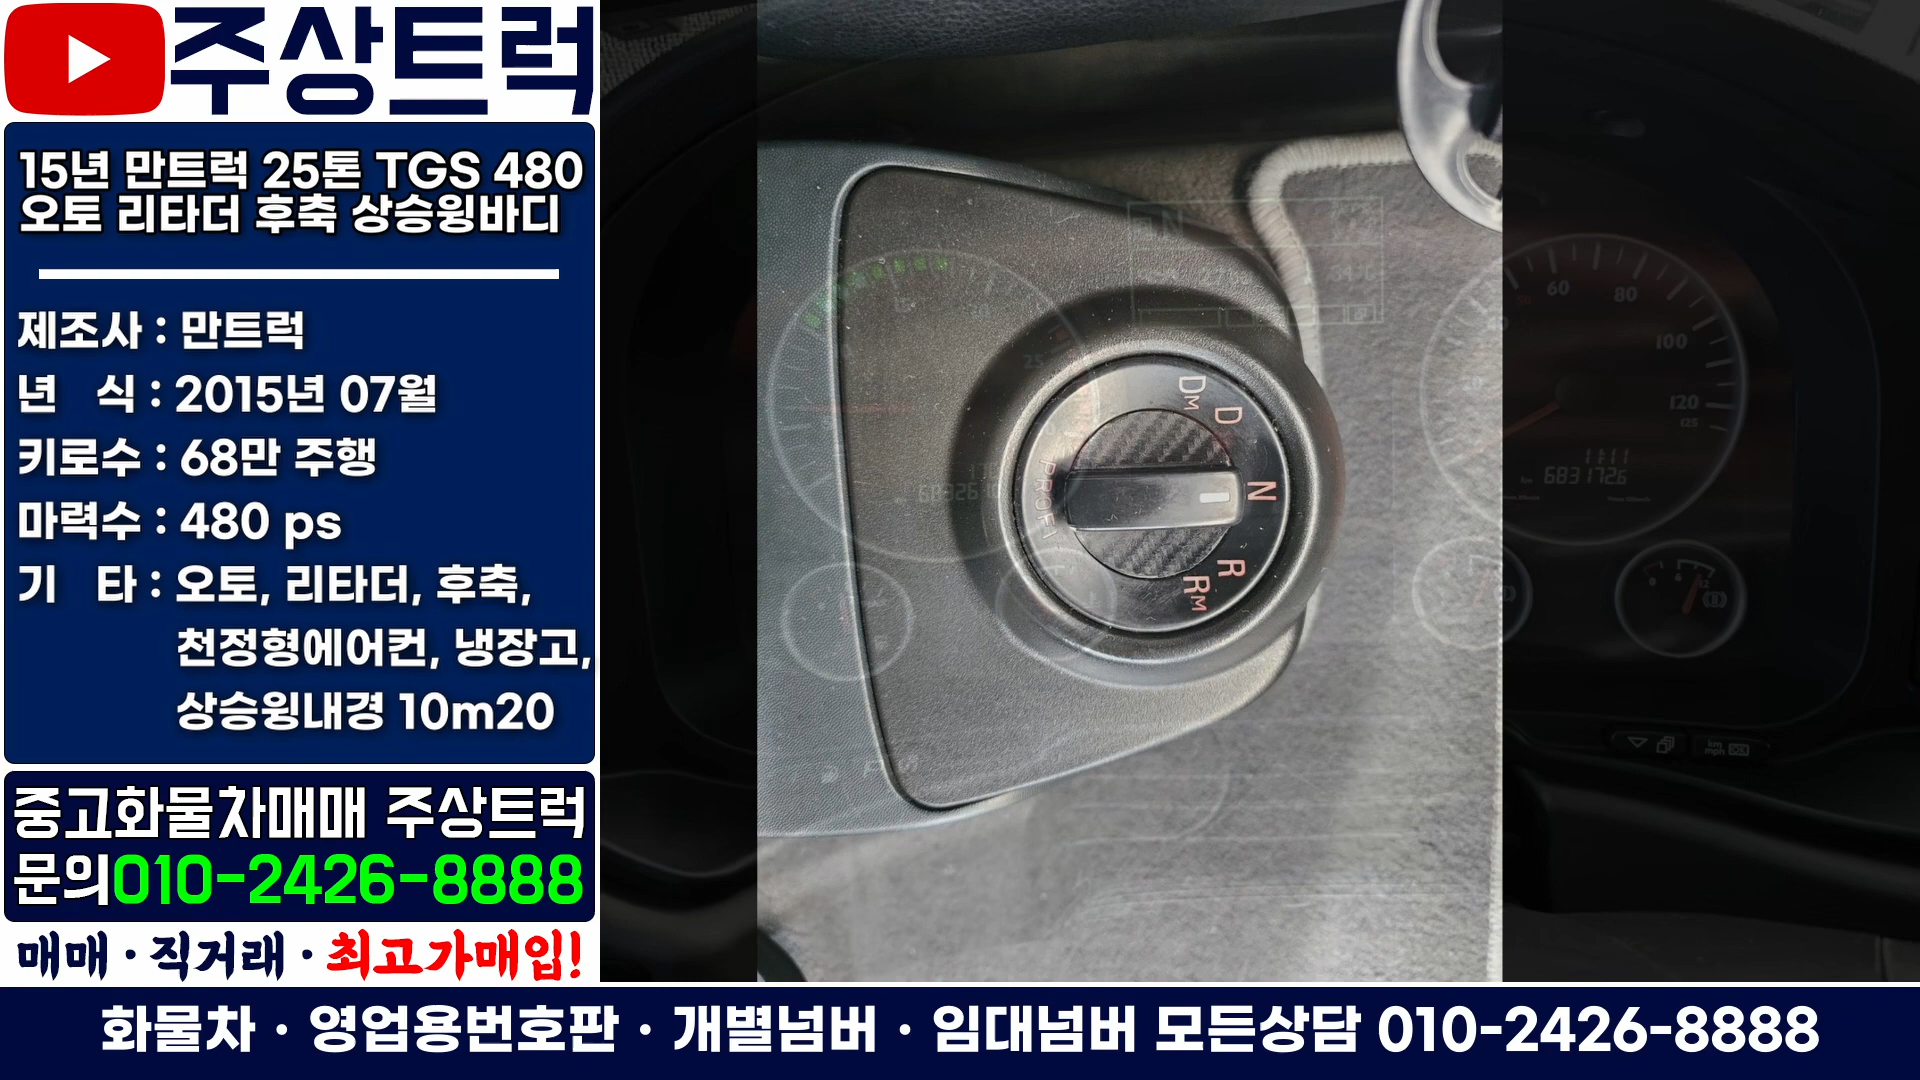 주상트럭
15년 만트럭 25톤 TGS 480
오토 리타더 후축 상승윙바디
제조사 : 만트럭
년 식 : 2015년 07월
키로수 : 68만 주행
마력수 : 480 ps
기 타 : 오토, 리타더, 후축,
천정형에어컨, 냉장고,
상승윙내경 10m20
중고화물차매매 주상트럭
문의010-2426-8888
매매 · 직거래 · 최고가매입!
DM
D
N
R
RM
PROFI
N
60
80
100
120
125
1111
683172.6
km
mph
화물차 · 영업용번호판 · 개별넘버 · 임대넘버 모든상담 010-2426-8888